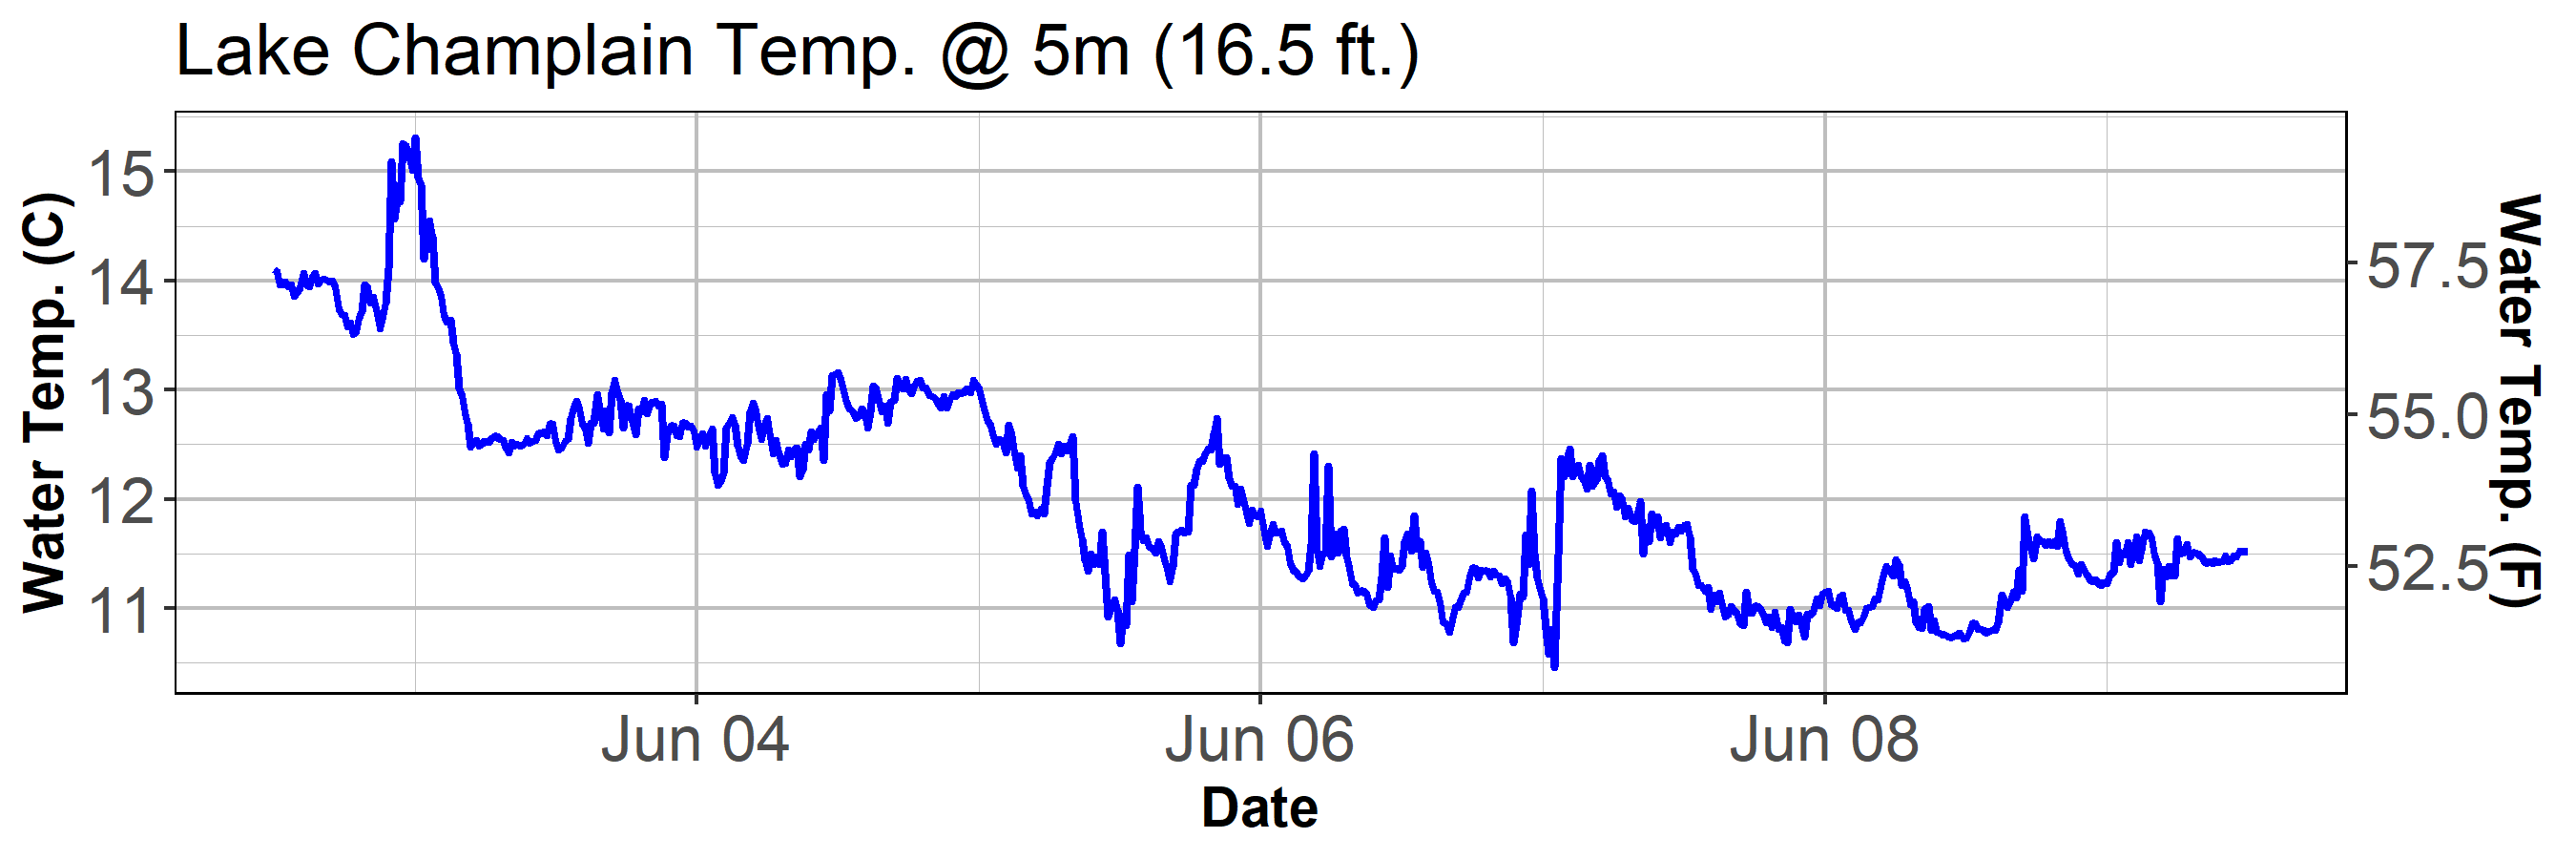 Lake Champlain Temp. @ 5m (16.5 ft.)
Water Temp. (C)
15
14
13
12
11
57.5
55.0
52.5
Water Temp. (F)
Jun 04
Jun 06
Jun 08
Date